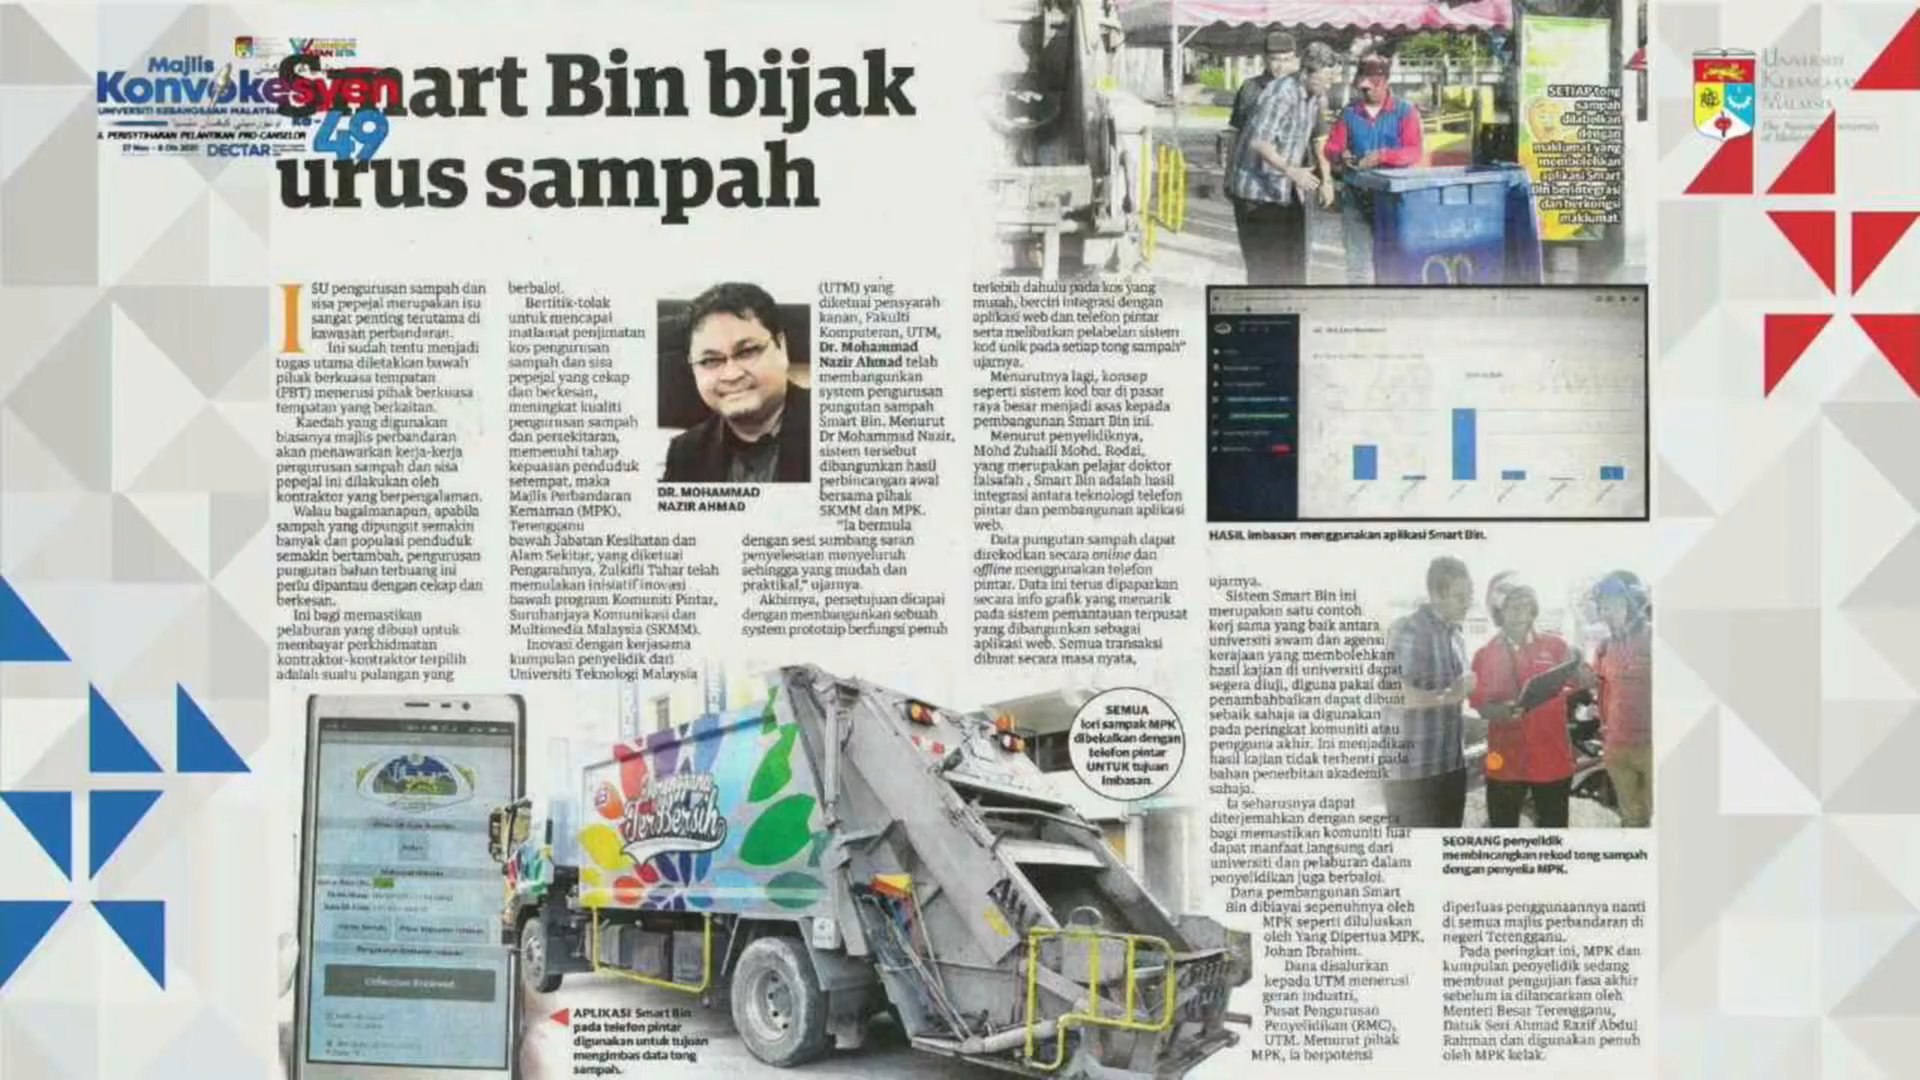 Majlis
Konvokesyen
UNIVERSITI KEBANGSAAN MALAYSIA
KE-49
& PERISYTIHARAN PELANTIKAN PRO-CANSELOR
DECTAR
UNIVERSITI
KEBANGSAAN
MALAYSIA
Smart Bin bijak
urus sampah
SETIAP tong
sampah
dilabelkan
dengan
maklumat yang
membolehkan
aplikasi Smart
Bin berintegrasi
dan berkongsi
maklumat.
ISU pengurusan sampah dan
sisa pepejal merupakan isu
sangat penting terutama di
kawasan perbandaran.
Ini sudah tentu menjadi
tugas utama diletakkan bawah
pihak berkuasa tempatan
(PBT) menerusi pihak berkuasa
tempatan yang berkaitan.
Kaedah yang digunakan
biasanya majlis perbandaran
akan menawarkan kerja-kerja
pengurusan sampah dan sisa
pepejal ini dilakukan oleh
kontraktor yang berpengalaman.
Walau bagaimanapun, apabila
sampah yang dipungut semakin
banyak dan populasi penduduk
semakin bertambah, pengurusan
pungutan bahan terbuang ini
perlu dipantau dengan cekap dan
berkesan.
Ini bagi memastikan
pelaburan yang dibuat untuk
membayar perkhidmatan
kontraktor-kontraktor terpilih
adalah suatu pulangan yang
berbaloi.
Bertitik-tolak
untuk mencapai
matlamat penjimatan
kos pengurusan
sampah dan sisa
pepejal yang cekap
dan berkesan,
meningkat kualiti
pengurusan sampah
dan persekitaran,
memenuhi tahap
kepuasan penduduk
setempat, maka
Majlis Perbandaran
Kemaman (MPK),
Terengganu
bawah Jabatan Kesihatan dan
Alam Sekitar, yang diketuai
Pengarahnya, Zulkifli Tahar telah
memulakan inisiatif inovasi
bawah program Komuniti Pintar,
Suruhanjaya Komunikasi dan
Multimedia Malaysia (SKMM).
Inovasi dengan kerjasama
kumpulan penyelidik dari
Universiti Teknologi Malaysia
DR. MOHAMMAD
NAZIR AHMAD
(UTM) yang
diketuai pensyarah
kanan, Fakulti
Komputeran, UTM,
Dr. Mohammad
Nazir Ahmad telah
membangunkan
system pengurusan
pungutan sampah
Smart Bin. Menurut
Dr Mohammad Nazir,
sistem tersebut
dibangunkan hasil
perbincangan awal
bersama pihak
SKMM dan MPK.
"Ia bermula
dengan sesi sumbang saran
penyelesaian menyeluruh
sehingga yang mudah dan
praktikal," ujarnya.
Akhirnya, persetujuan dicapai
dengan membangunkan sebuah
system prototaip berfungsi penuh
terlebih dahulu pada kos yang
murah, berciri integrasi dengan
aplikasi web dan telefon pintar
serta melibatkan pelabelan sistem
kod unik pada setiap tong sampah"
ujarnya.
Menurutnya lagi, konsep
seperti sistem kod bar di pasar
raya besar menjadi asas kepada
pembangunan Smart Bin ini.
Menurut penyelidiknya,
Mohd Zuhaili Mohd. Rodzi,
yang merupakan pelajar doktor
falsafah , Smart Bin adalah hasil
integrasi antara teknologi telefon
pintar dan pembangunan aplikasi
web.
Data pungutan sampah dapat
direkodkan secara online dan
offline menggunakan telefon
pintar. Data ini terus dipaparkan
secara info grafik yang menarik
pada sistem pemantauan terpusat
yang dibangunkan sebagai
aplikasi web. Semua transaksi
dibuat secara masa nyata,
HASIL imbasan menggunakan aplikasi Smart Bin.
ujarnya.
Sistem Smart Bin ini
merupakan satu contoh
kerj sama yang baik antara
universiti awam dan agensi
kerajaan yang membolehkan
hasil kajian di universiti dapat
segera diuji, diguna pakai dan
penambahbaikan dapat dibuat
sebaik sahaja ia digunakan
pada peringkat komuniti atau
pengguna akhir. Ini menjadikan
hasil kajian tidak terhenti pada
bahan penerbitan akademik
sahaja.
Ia seharusnya dapat
diterjemahkan dengan segera
bagi memastikan komuniti luar
dapat manfaat langsung dari
universiti dan pelaburan dalam
penyelidikan juga berbaloi.
Dana pembangunan Smart
Bin dibiayai sepenuhnya oleh
MPK seperti diluluskan
oleh Yang Dipertua MPK,
Johan Ibrahim.
Dana disalurkan
kepada UTM menerusi
geran industri,
Pusat Pengurusan
Penyelidikan (RMC),
UTM. Menurut pihak
MPK, ia berpotensi
SEORANG penyelidik
membincangkan rekod tong sampah
dengan penyelia MPK.
diperluas penggunaannya nanti
di semua majlis perbandaran di
negeri Terengganu.
Pada peringkat ini, MPK dan
kumpulan penyelidik sedang
membuat pengujian fasa akhir
sebelum ia dilancarkan oleh
Menteri Besar Terengganu,
Datuk Seri Ahmad Razif Abdul
Rahman dan digunakan penuh
oleh MPK kelak.
SEMUA
lori sampak MPK
dibekalkan dengan
telefon pintar
UNTUK tujuan
imbasan.
TerBersih
APLIKASI Smart Bin
pada telefon pintar
digunakan untuk tujuan
mengimbas data tong
sampah.